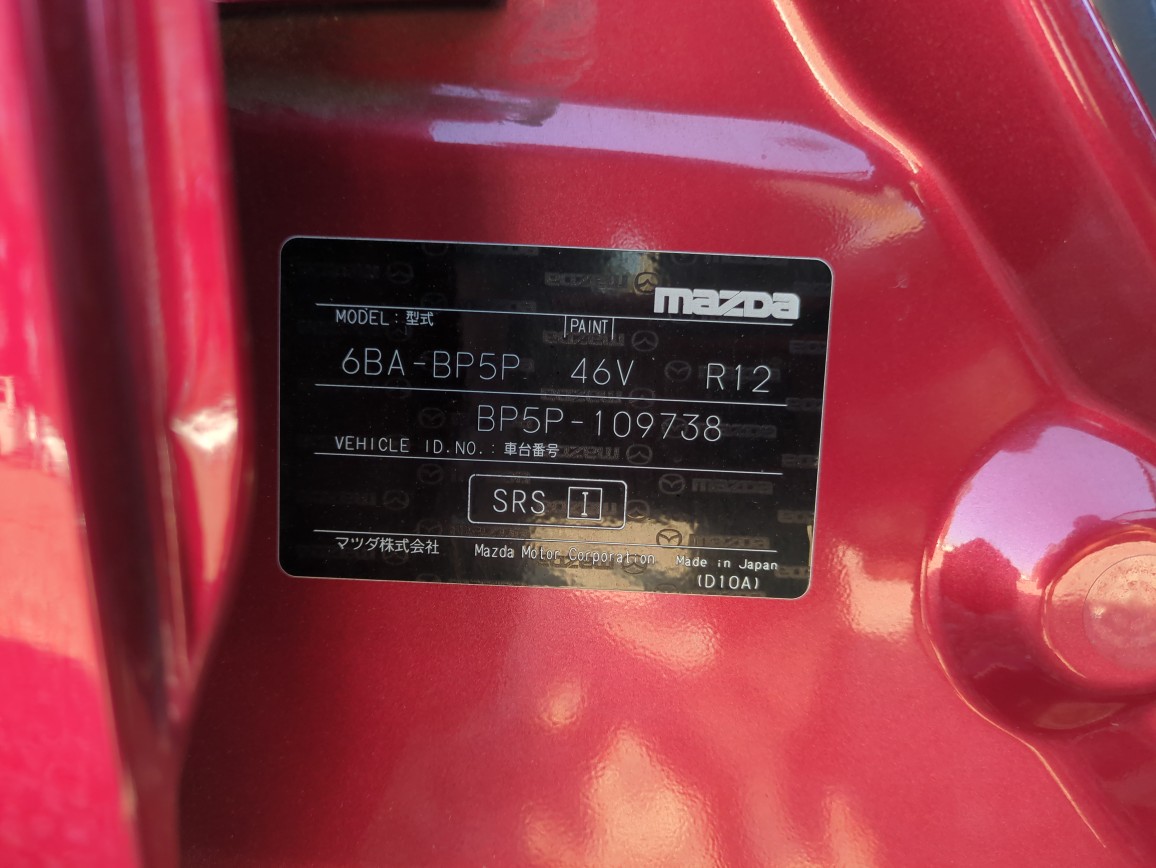 mazda
MODEL : 型式 PAINT
6BA-BP5P 46V R12
BP5P-109738
VEHICLE ID.NO. : 車台番号
SRS I
マツダ株式会社 Mazda Motor Corporation Made in Japan
(D10A)